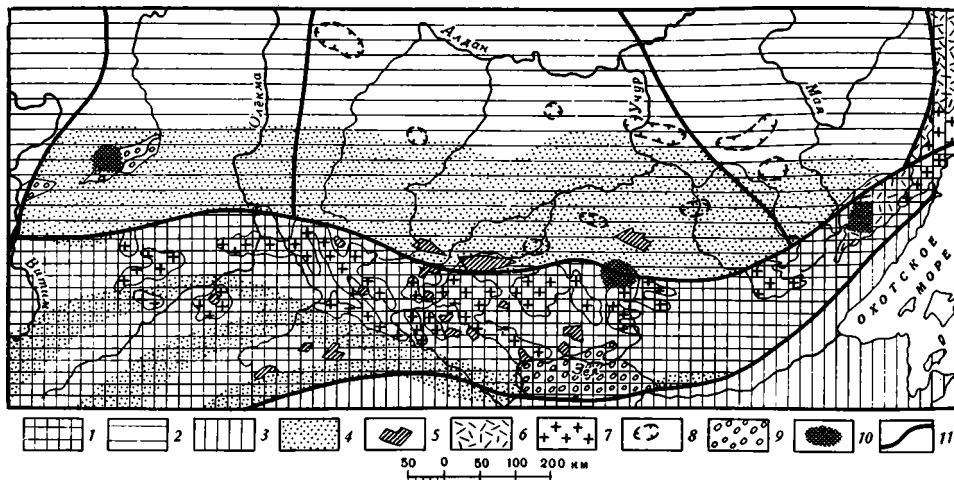 Алдан
Олёкма
Учур
Мая
Витим
Зея
ОХОТСКОЕ
МОРЕ
1 2 3 4 5 6 7 8 9 10 11
50 0 50 100 200 км